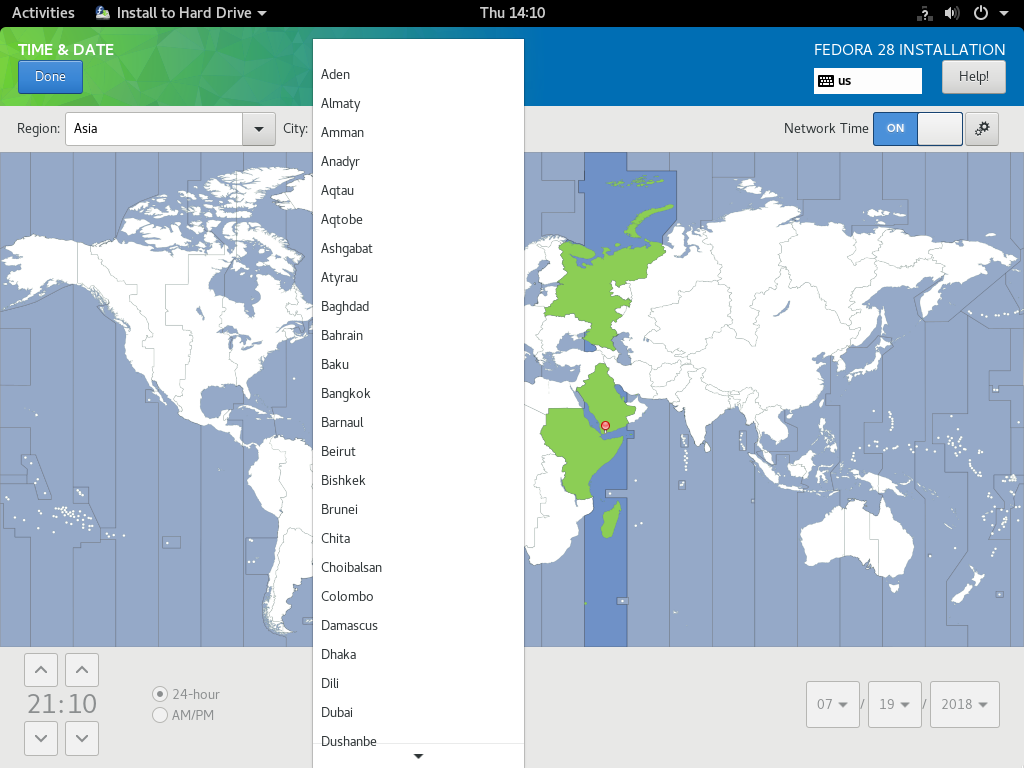 Activities Install to Hard Drive Thu 14:10
TIME & DATE
FEDORA 28 INSTALLATION
Done
us
Help!
Region: Asia City:
Network Time ON
Aden
Almaty
Amman
Anadyr
Aqtau
Aqtobe
Ashgabat
Atyrau
Baghdad
Bahrain
Baku
Bangkok
Barnaul
Beirut
Bishkek
Brunei
Chita
Choibalsan
Colombo
Damascus
Dhaka
Dili
Dubai
Dushanbe
21:10
24-hour
AM/PM
07 / 19 / 2018